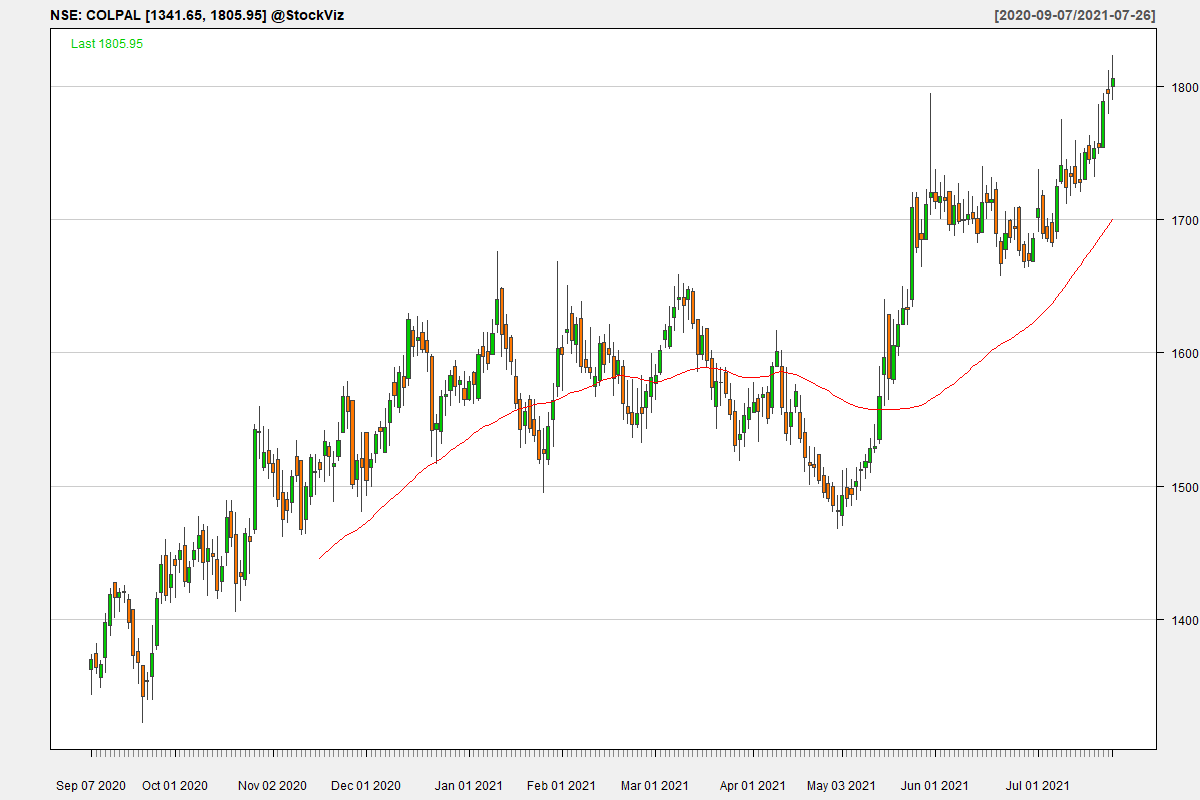 NSE: COLPAL [1341.65, 1805.95] @StockViz
[2020-09-07/2021-07-26]
Last 1805.95
1800
1700
1600
1500
1400
Sep 07 2020 Oct 01 2020 Nov 02 2020 Dec 01 2020 Jan 01 2021 Feb 01 2021 Mar 01 2021 Apr 01 2021 May 03 2021 Jun 01 2021 Jul 01 2021